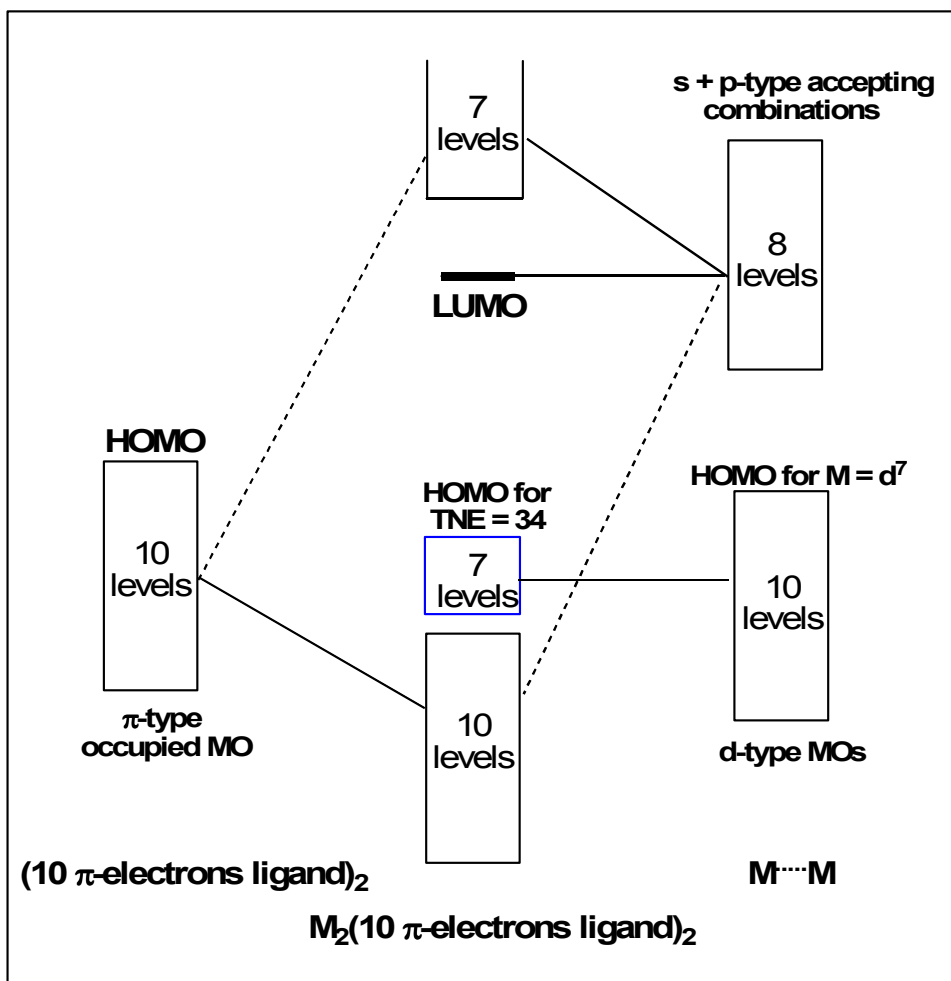 s + p-type accepting
combinations
7
levels
8
levels
LUMO
HOMO
HOMO for M = d⁷
HOMO for
TNE = 34
10
levels
7
levels
10
levels
10
levels
π-type
occupied MO
d-type MOs
(10 π-electrons ligand)₂
M·····M
M₂(10 π-electrons ligand)₂